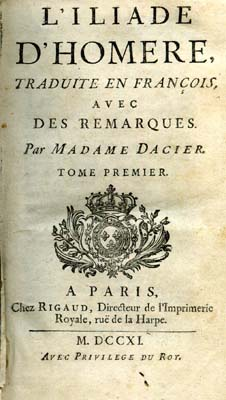 L'ILIADE
D'HOMERE,
TRADUITE EN FRANÇOIS,
AVEC
DES REMARQUES.
Par MADAME DACIER.
TOME PREMIER.
A PARIS,
Chez RIGAUD, Directeur de l'Imprimerie
Royale, ruë de la Harpe.
M. DCCXI.
AVEC PRIVILEGE DU ROY.